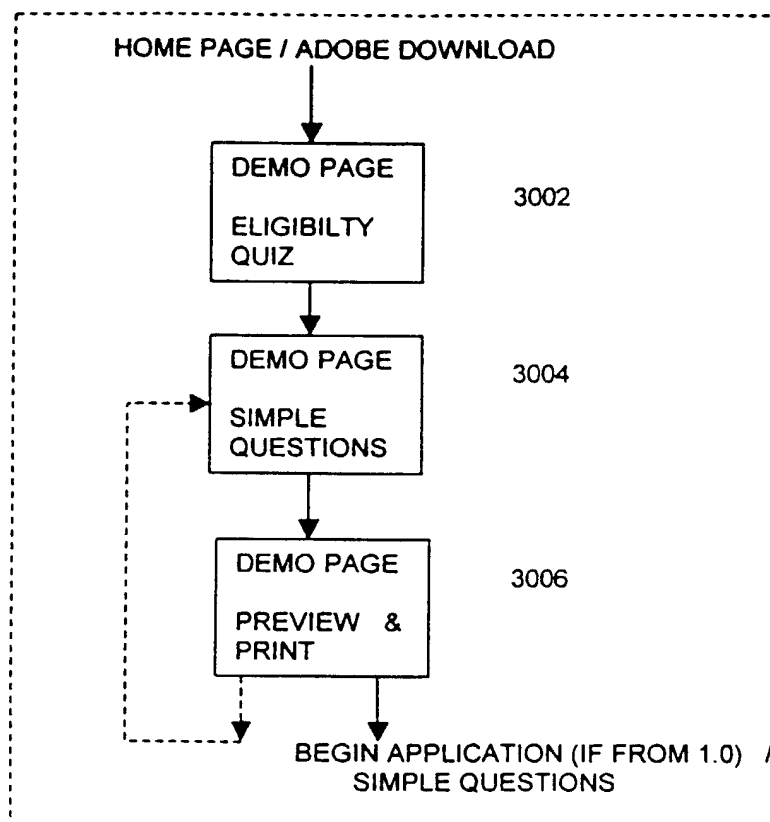 HOME PAGE / ADOBE DOWNLOAD
DEMO PAGE
3002
ELIGIBILTY
QUIZ
DEMO PAGE
3004
SIMPLE
QUESTIONS
DEMO PAGE
3006
PREVIEW &
PRINT
BEGIN APPLICATION (IF FROM 1.0) /
SIMPLE QUESTIONS